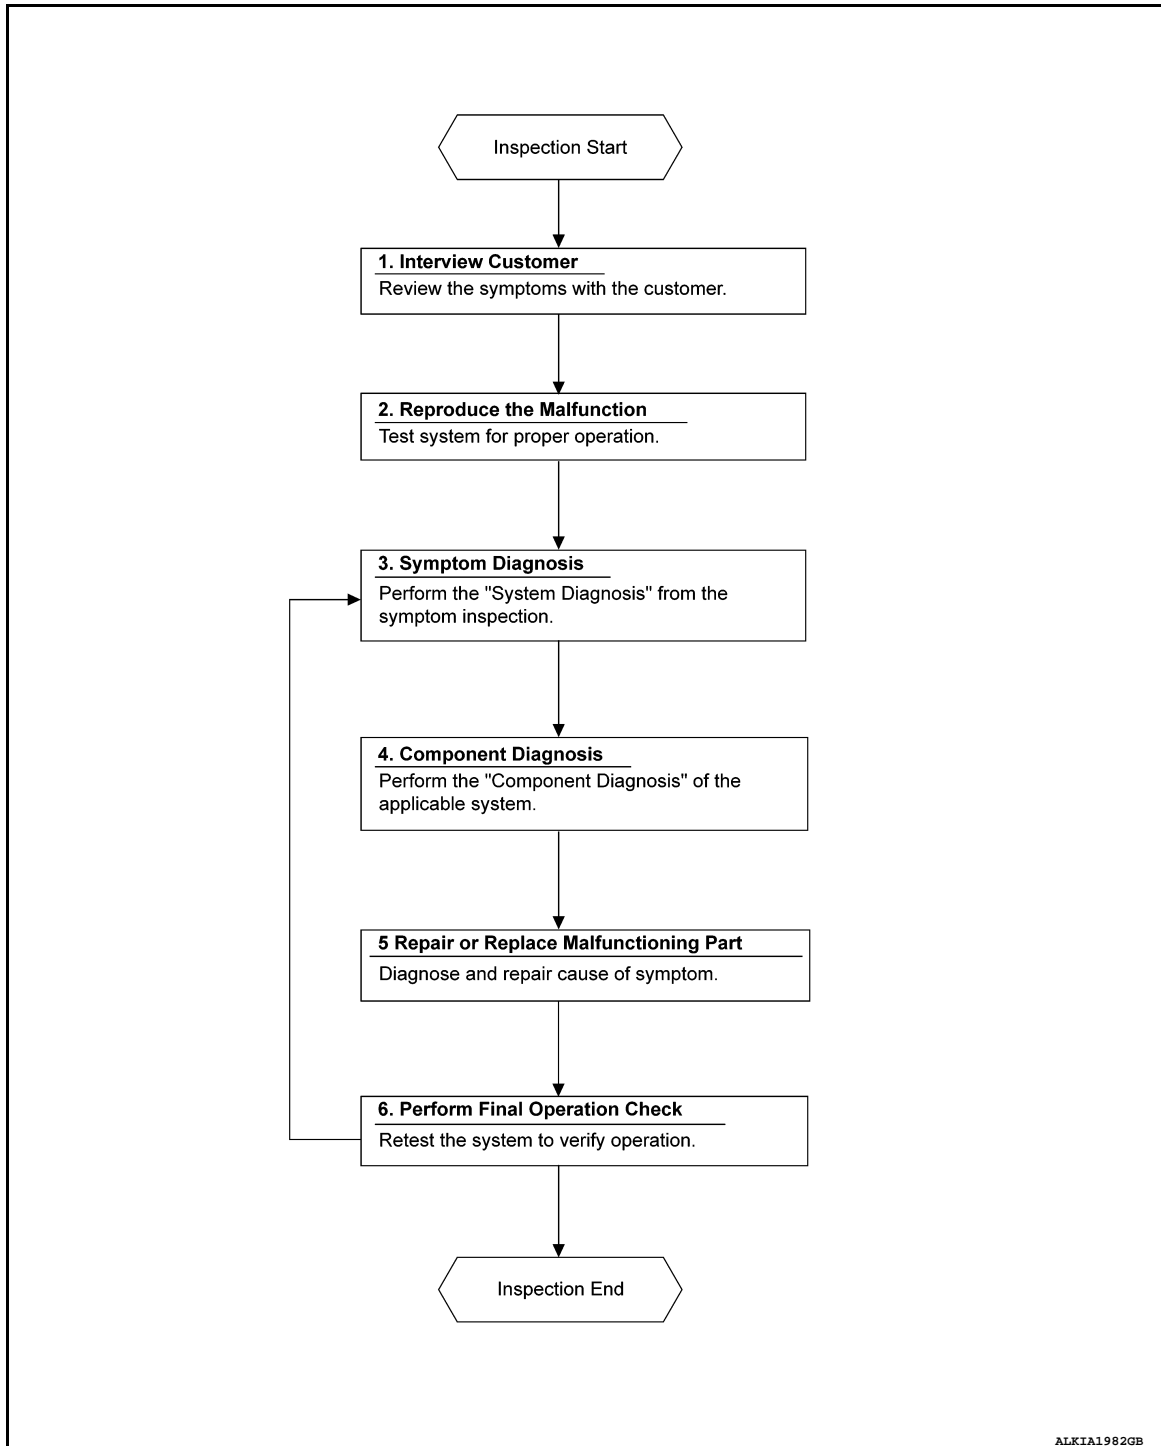 Inspection Start
1. Interview Customer
Review the symptoms with the customer.
2. Reproduce the Malfunction
Test system for proper operation.
3. Symptom Diagnosis
Perform the "System Diagnosis" from the
symptom inspection.
4. Component Diagnosis
Perform the "Component Diagnosis" of the
applicable system.
5 Repair or Replace Malfunctioning Part
Diagnose and repair cause of symptom.
6. Perform Final Operation Check
Retest the system to verify operation.
Inspection End
ALKIA1982GB